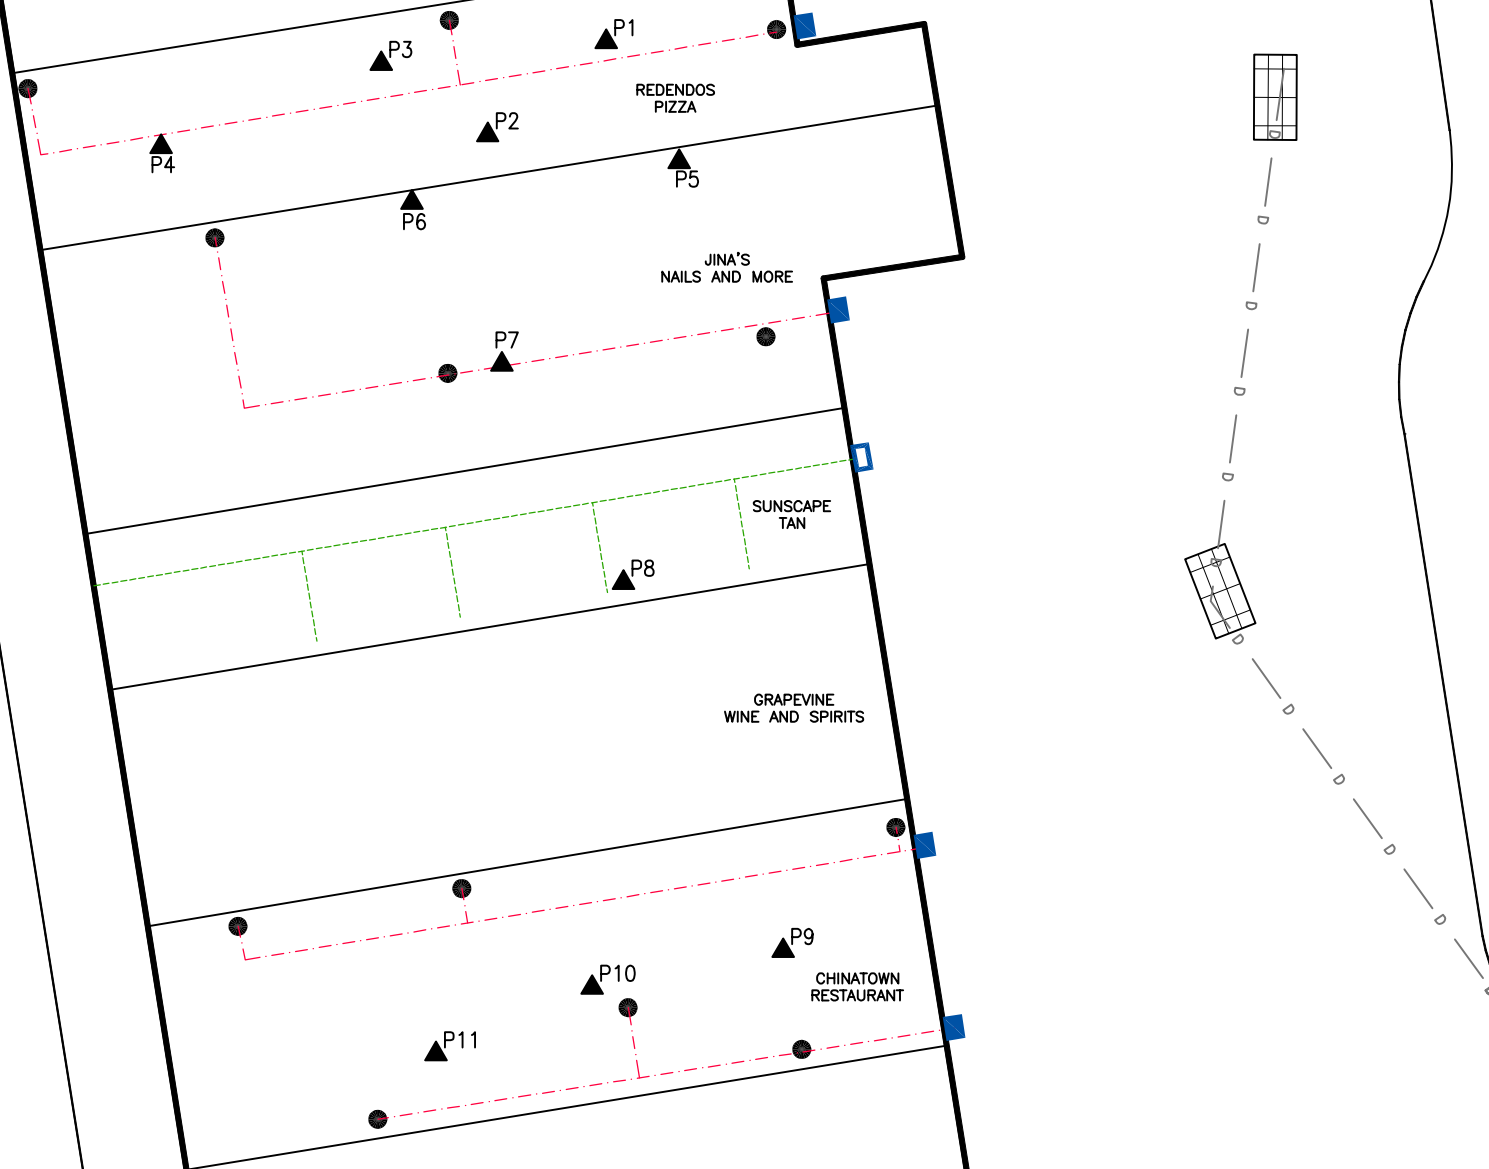 P1
P3
REDENDOS
PIZZA
P2
P4
P5
P6
JINA'S
NAILS AND MORE
P7
SUNSCAPE
TAN
P8
GRAPEVINE
WINE AND SPIRITS
P9
P10
CHINATOWN
RESTAURANT
P11
D
D
D
D
D
D
D
D
D
D
D